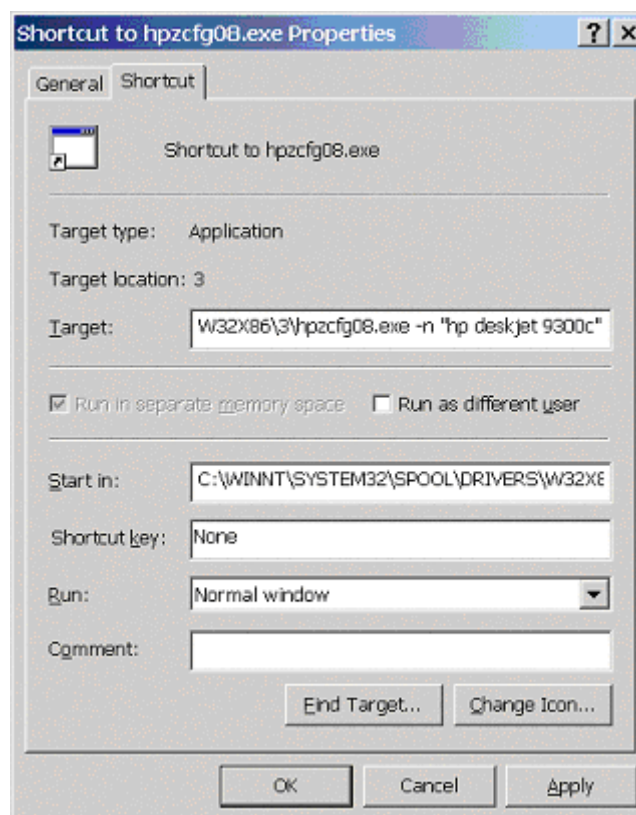 Shortcut to hpzcfg08.exe Properties
General Shortcut
Shortcut to hpzcfg08.exe
Target type: Application
Target location: 3
Target: W32X86\3\hpzcfg08.exe -n "hp deskjet 9300c"
Run in separate memory space Run as different user
Start in: C:\WINNT\SYSTEM32\SPOOL\DRIVERS\W32X8
Shortcut key: None
Run: Normal window
Comment:
Find Target... Change Icon...
OK Cancel Apply